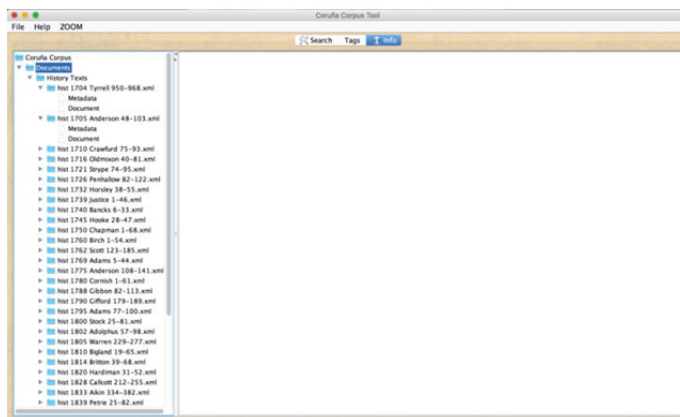 Coruña Corpus Tool
File Help ZOOM
Search Tags Info
Coruña Corpus
Documents
History Texts
hist 1704 Tyrrell 950-968.xml
Metadata
Document
hist 1705 Anderson 48-103.xml
Metadata
Document
hist 1710 Crawfurd 75-93.xml
hist 1716 Oldmixon 40-81.xml
hist 1721 Strype 74-95.xml
hist 1726 Penhallow 82-122.xml
hist 1732 Horsley 38-55.xml
hist 1739 Justice 1-46.xml
hist 1740 Bancks 6-33.xml
hist 1745 Hooke 28-47.xml
hist 1750 Chapman 1-68.xml
hist 1760 Birch 1-54.xml
hist 1762 Scott 123-185.xml
hist 1769 Adams 5-44.xml
hist 1775 Anderson 108-141.xml
hist 1780 Cornish 1-61.xml
hist 1788 Gibbon 82-113.xml
hist 1790 Gifford 179-189.xml
hist 1795 Adams 77-100.xml
hist 1800 Stock 25-81.xml
hist 1802 Adolphus 57-98.xml
hist 1805 Warren 229-277.xml
hist 1810 Bigland 19-65.xml
hist 1814 Britton 39-68.xml
hist 1820 Hardiman 31-52.xml
hist 1828 Callcott 212-255.xml
hist 1833 Aikin 334-382.xml
hist 1839 Petrie 25-82.xml